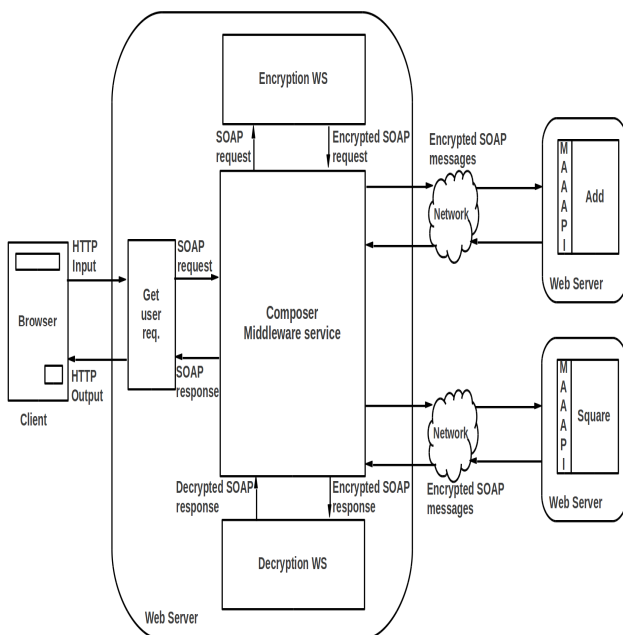 Encryption WS
SOAP
request
Encrypted SOAP
request
Encrypted SOAP
messages
Network
M
A
A
A
P
I
Add
Web Server
HTTP
Input
Browser
HTTP
Output
Client
Get
user
req.
SOAP
request
SOAP
response
Composer
Middleware service
Network
Encrypted SOAP
messages
M
A
A
A
P
I
Square
Web Server
Decrypted SOAP
response
Encrypted SOAP
response
Decryption WS
Web Server